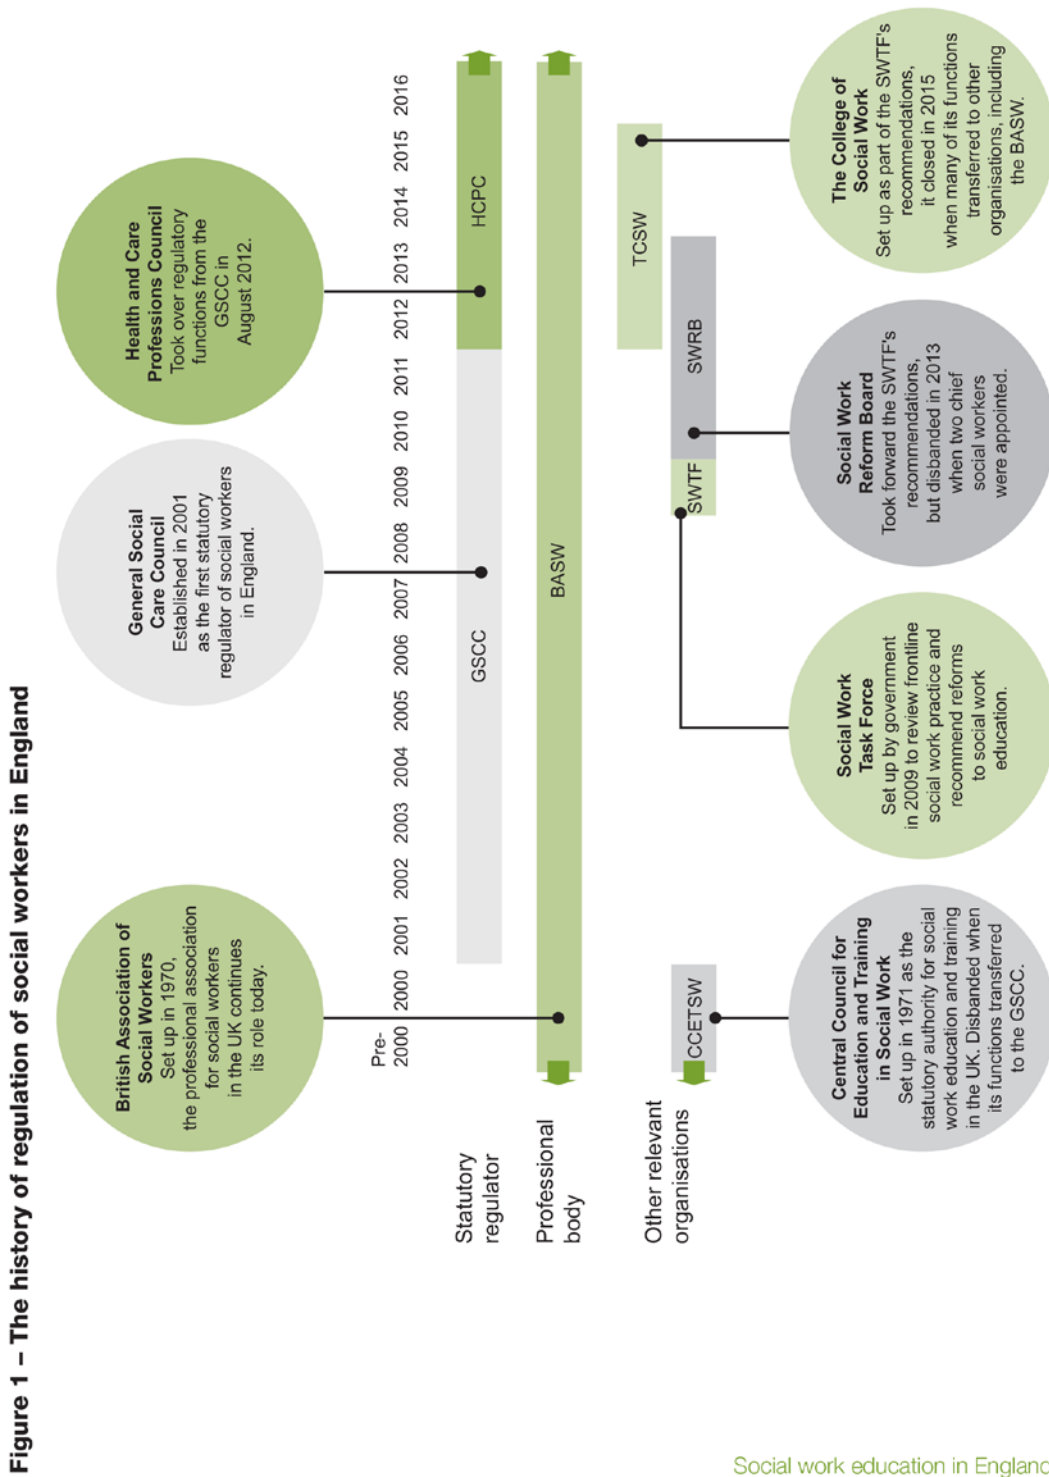 Figure 1 – The history of regulation of social workers in England
British Association of
Social Workers
Set up in 1970,
the professional association
for social workers
in the UK continues
its role today.
General Social
Care Council
Established in 2001
as the first statutory
regulator of social workers
in England.
Health and Care
Professions Council
Took over regulatory
functions from the
GSCC in
August 2012.
Pre-
2000 2000 2001 2002 2003 2004 2005 2006 2007 2008 2009 2010 2011 2012 2013 2014 2015 2016
Statutory
regulator
GSCC
HCPC
Professional
body
BASW
Other relevant
organisations
TCSW
CCETSW
SWTF
SWRB
Central Council for
Education and Training
in Social Work
Set up in 1971 as the
statutory authority for social
work education and training
in the UK. Disbanded when
its functions transferred
to the GSCC.
Social Work
Task Force
Set up by government
in 2009 to review frontline
social work practice and
recommend reforms
to social work
education.
Social Work
Reform Board
Took forward the SWTF's
recommendations,
but disbanded in 2013
when two chief
social workers
were appointed.
The College of
Social Work
Set up as part of the SWTF's
recommendations,
it closed in 2015
when many of its functions
transferred to other
organisations, including
the BASW.
Social work education in England